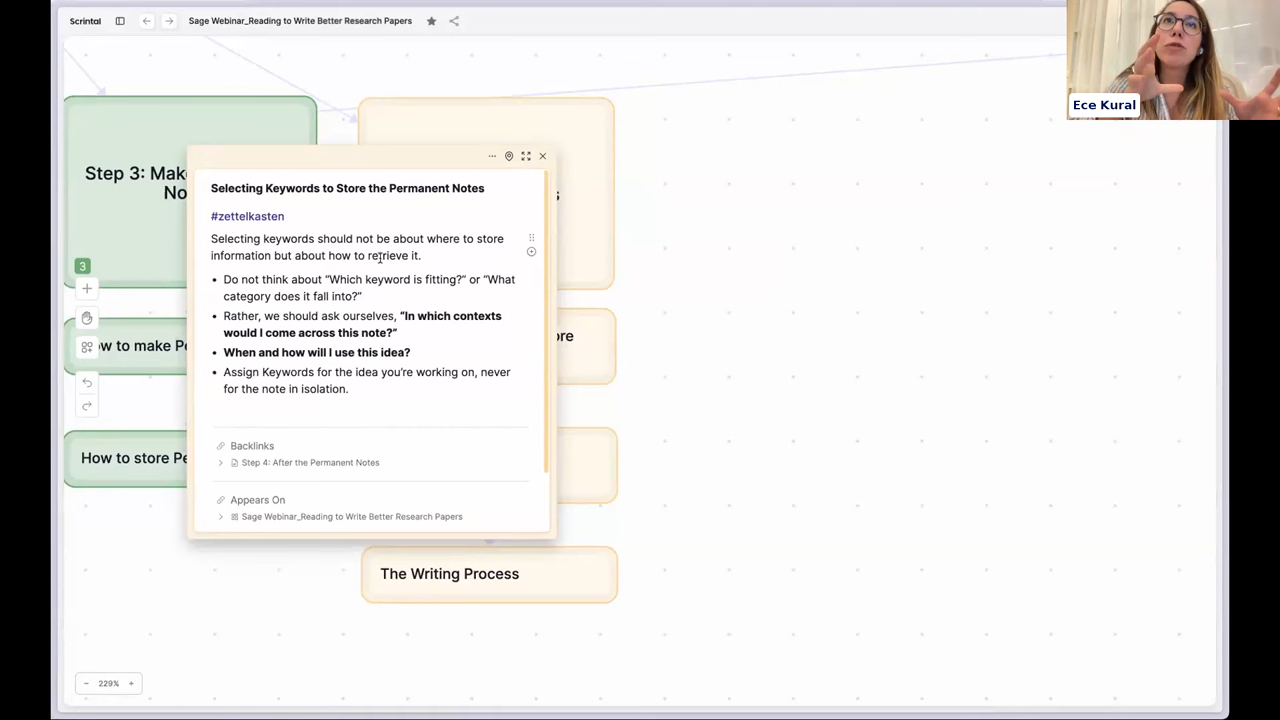 Scrintal
Sage Webinar_Reading to Write Better Research Papers
Ece Kural
Step 3: Mak
No
s
Selecting Keywords to Store the Permanent Notes
#zettelkasten
Selecting keywords should not be about where to store
information but about how to retrieve it.
• Do not think about “Which keyword is fitting?” or “What
category does it fall into?”
• Rather, we should ask ourselves, “In which contexts
would I come across this note?”
• When and how will I use this idea?
• Assign Keywords for the idea you’re working on, never
for the note in isolation.
Backlinks
Step 4: After the Permanent Notes
Appears On
Sage Webinar_Reading to Write Better Research Papers
3
ow to make Pe
ore
How to store Pe
The Writing Process
229%